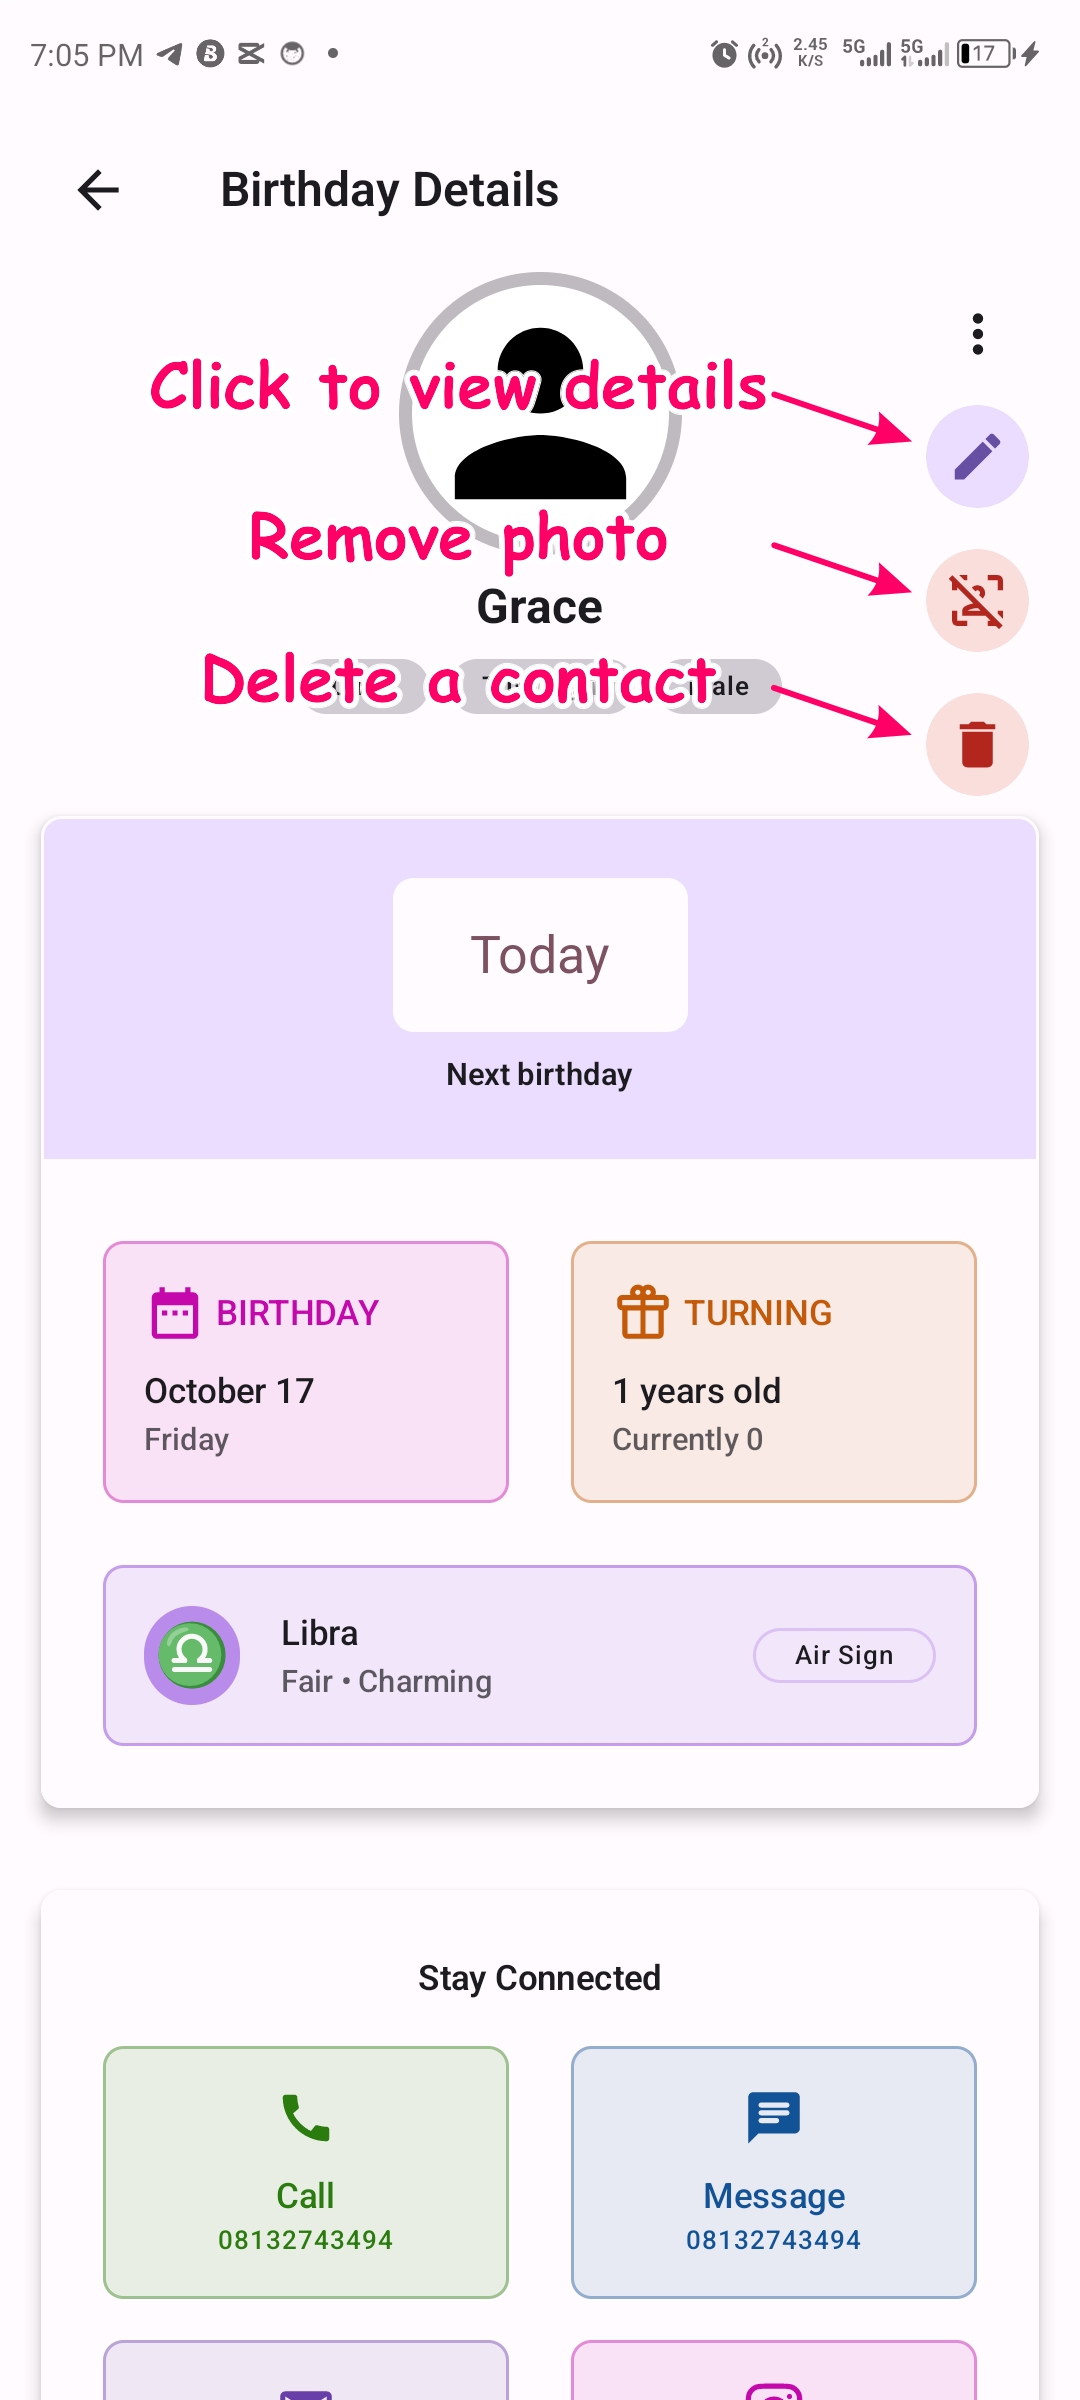 7:05 PM
2
2.45
K/S
5G
5G
17
Birthday Details
Click to view details
Remove photo
Grace
Delete a contact
Today
Next birthday
BIRTHDAY
October 17
Friday
TURNING
1 years old
Currently 0
Libra
Fair • Charming
Air Sign
Stay Connected
Call
08132743494
Message
08132743494